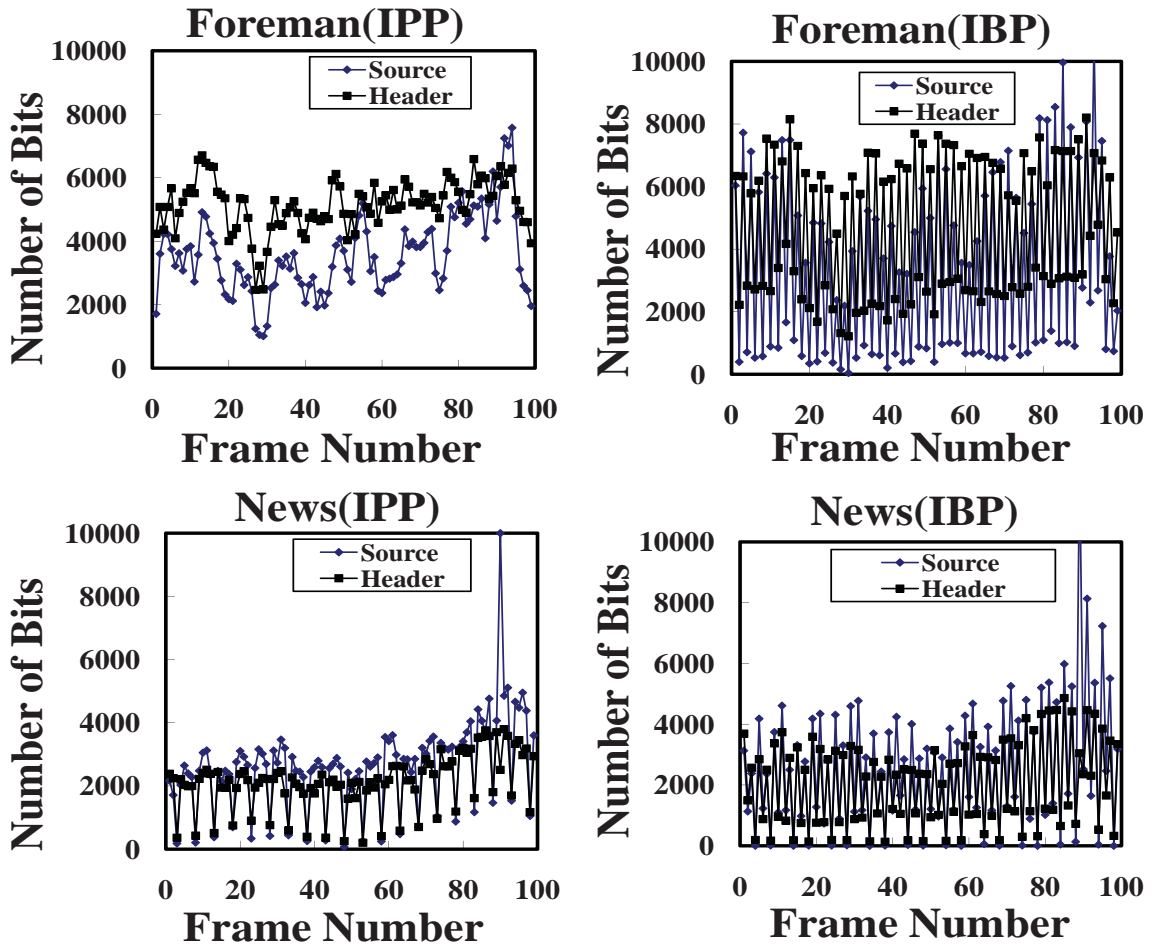 Foreman(IPP)
10000
8000
6000
4000
2000
0
Number of Bits
Source
Header
0 20 40 60 80 100
Frame Number
Foreman(IBP)
10000
8000
6000
4000
2000
0
Number of Bits
Source
Header
0 20 40 60 80 100
Frame Number
News(IPP)
10000
8000
6000
4000
2000
0
Number of Bits
Source
Header
0 20 40 60 80 100
Frame Number
News(IBP)
10000
8000
6000
4000
2000
0
Number of Bits
Source
Header
0 20 40 60 80 100
Frame Number